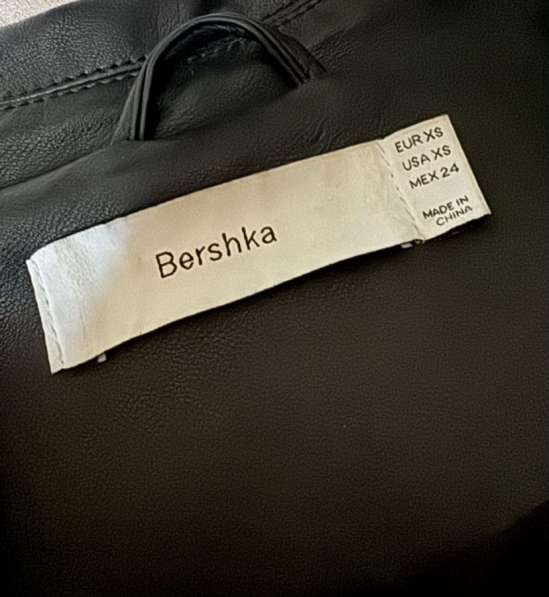 Bershka
EUR XS
USA XS
MEX 24
MADE IN
CHINA